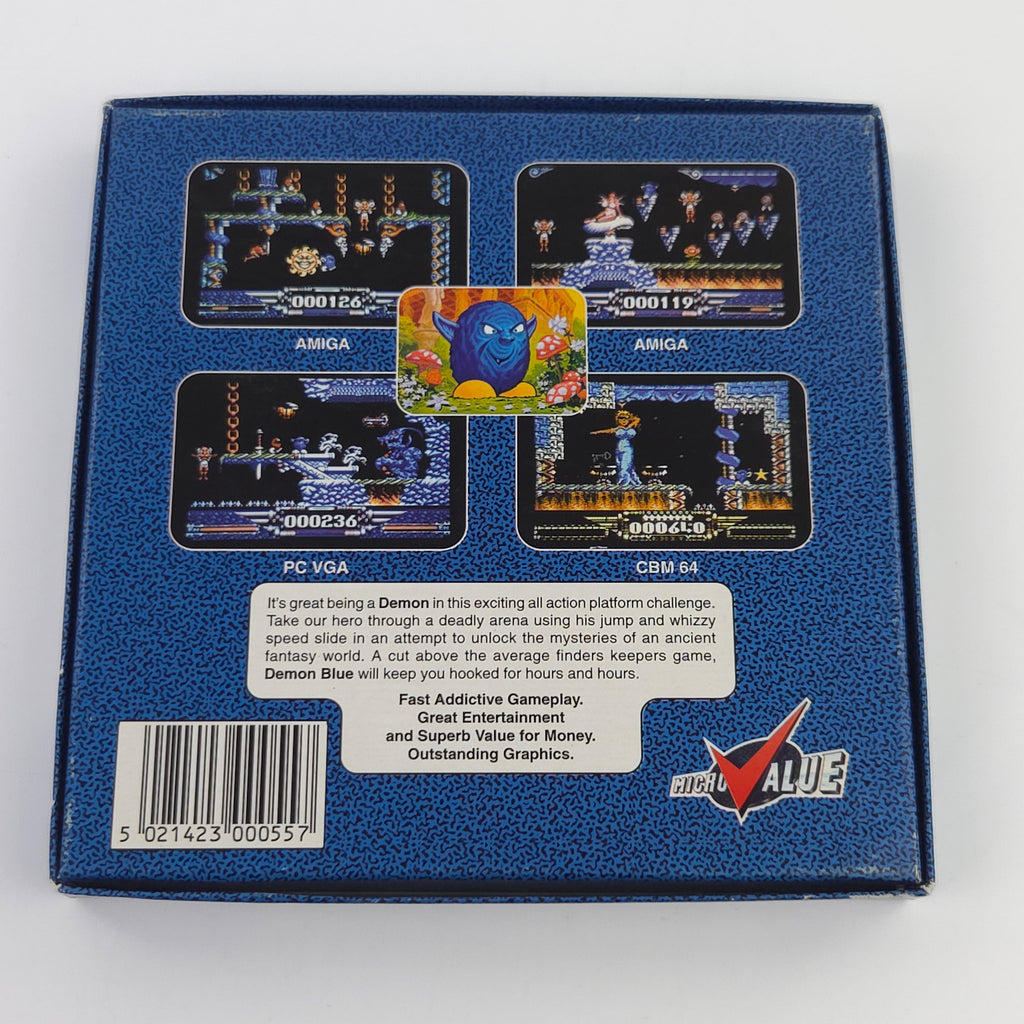 000126
000119
AMIGA
AMIGA
000236
000640
PC VGA
CBM 64
It's great being a Demon in this exciting all action platform challenge.
Take our hero through a deadly arena using his jump and whizzy
speed slide in an attempt to unlock the mysteries of an ancient
fantasy world. A cut above the average finders keepers game,
Demon Blue will keep you hooked for hours and hours.
Fast Addictive Gameplay.
Great Entertainment
and Superb Value for Money.
Outstanding Graphics.
MICRO VALUE
5 021423 000557